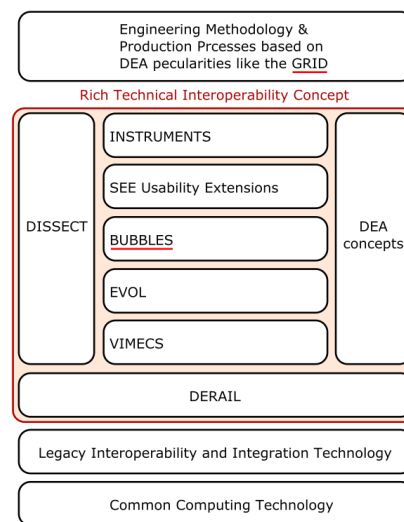 Engineering Methodology &
Production Prcesses based on
DEA pecularities like the GRID
Rich Technical Interoperability Concept
INSTRUMENTS
SEE Usability Extensions
DISSECT
BUBBLES
DEA
concepts
EVOL
VIMECS
DERAIL
Legacy Interoperability and Integration Technology
Common Computing Technology